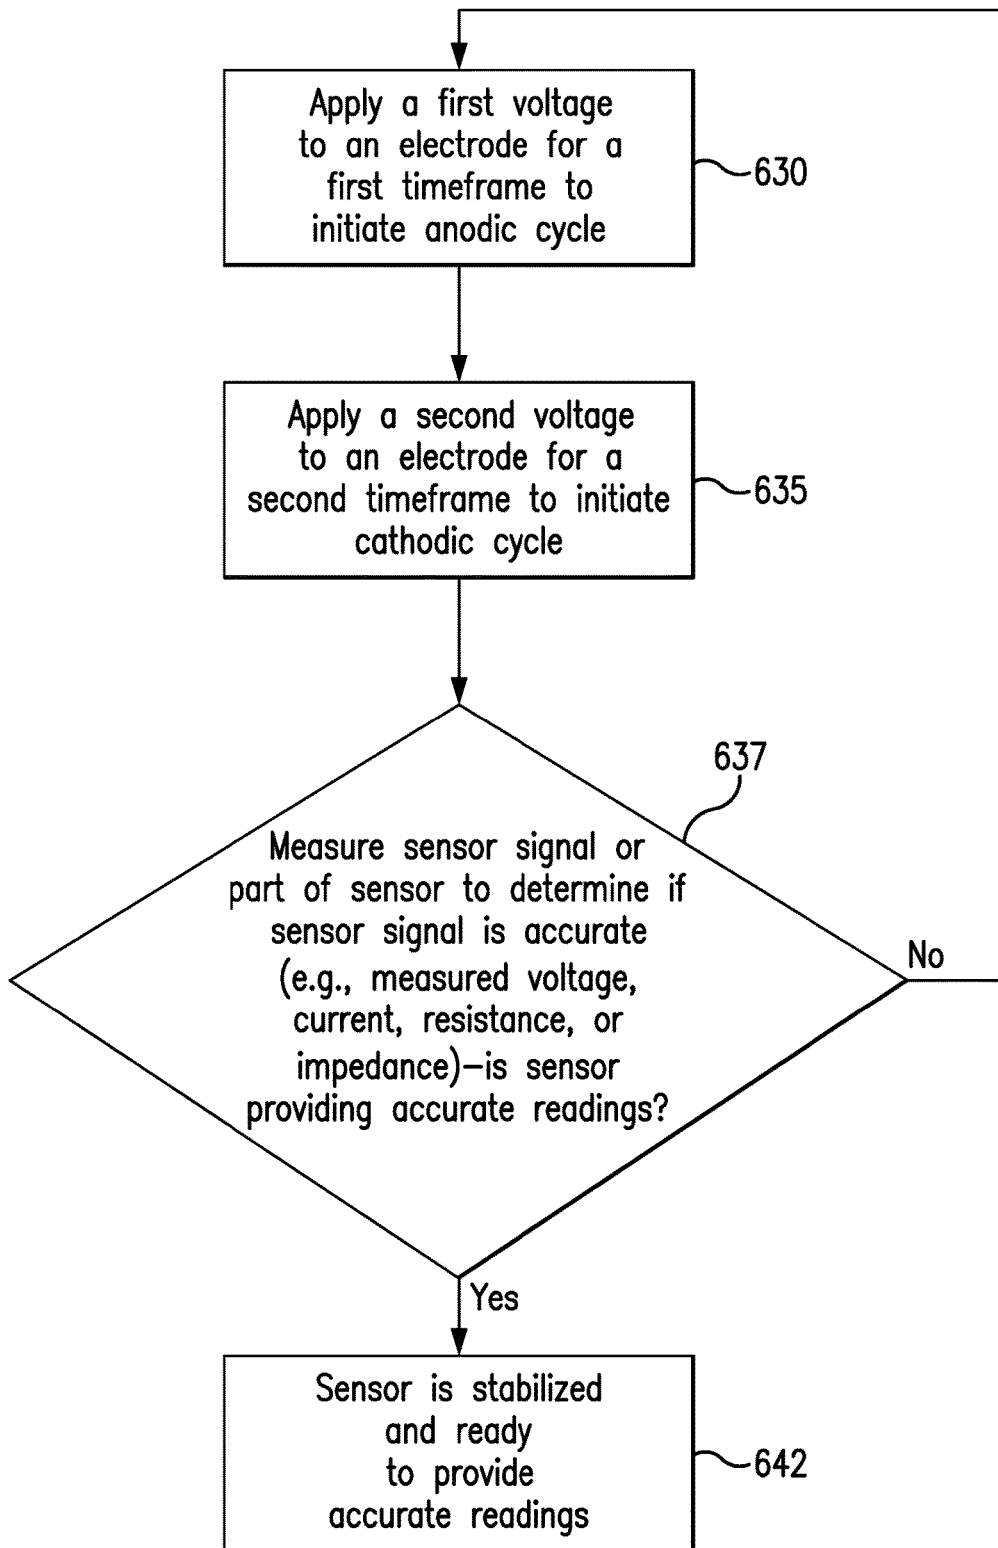 Apply a first voltage
to an electrode for a
first timeframe to
initiate anodic cycle
630
Apply a second voltage
to an electrode for a
second timeframe to initiate
cathodic cycle
635
637
Measure sensor signal or
part of sensor to determine if
sensor signal is accurate
(e.g., measured voltage,
current, resistance, or
impedance)–is sensor
providing accurate readings?
No
Yes
Sensor is stabilized
and ready
to provide
accurate readings
642